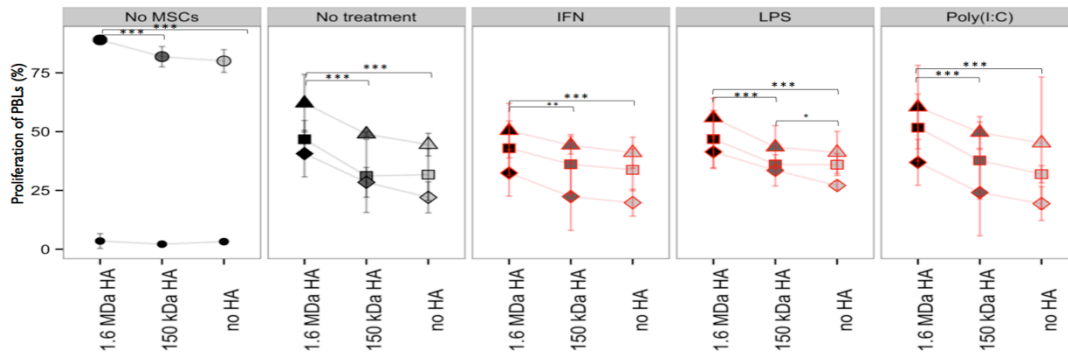 No MSCs No treatment IFN LPS Poly(I:C)
*** *** *** *** *** ** *** *** * *** ***
Proliferation of PBLs (%)
75
50
25
0
1.6 MDa HA 150 kDa HA no HA 1.6 MDa HA 150 kDa HA no HA 1.6 MDa HA 150 kDa HA no HA 1.6 MDa HA 150 kDa HA no HA 1.6 MDa HA 150 kDa HA no HA